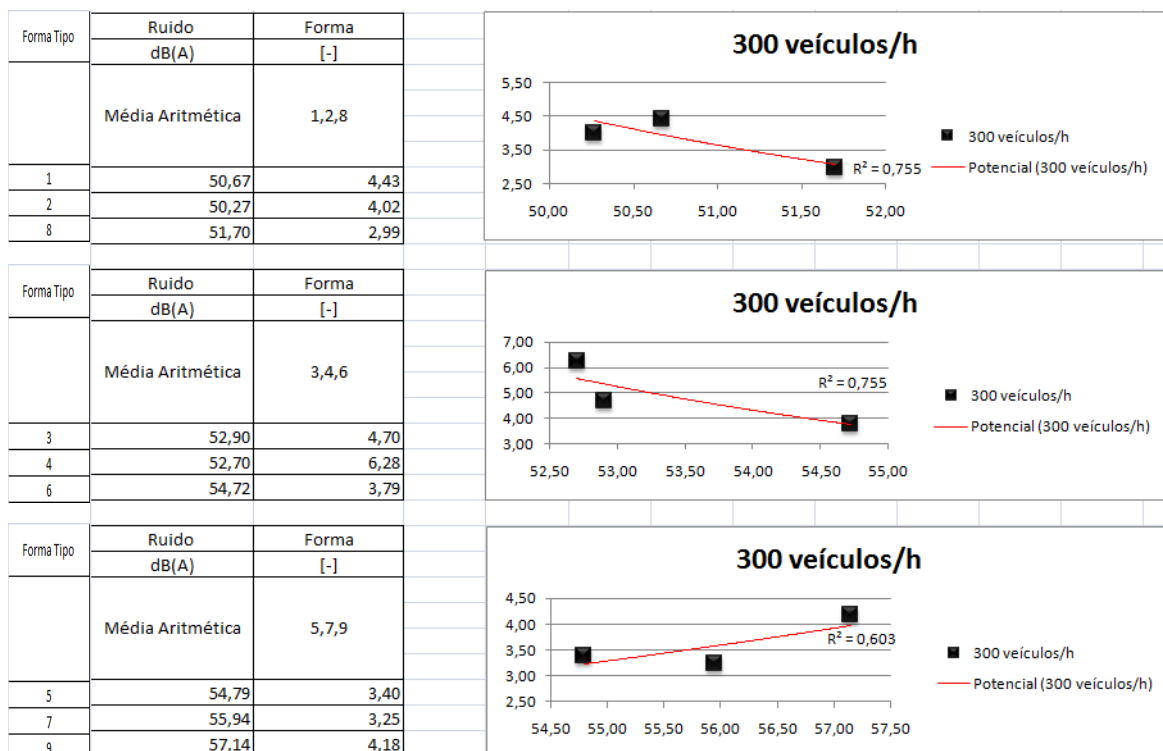 Forma Tipo
Ruido
Forma
dB(A)
[-]
Média Aritmética
1,2,8
1
50,67
4,43
2
50,27
4,02
8
51,70
2,99
300 veículos/h
5,50
4,50
3,50
2,50
50,00
50,50
51,00
51,50
52,00
R² = 0,755
300 veículos/h
Potencial (300 veículos/h)
Forma Tipo
Ruido
Forma
dB(A)
[-]
Média Aritmética
3,4,6
3
52,90
4,70
4
52,70
6,28
6
54,72
3,79
300 veículos/h
7,00
6,00
5,00
4,00
3,00
52,50
53,00
53,50
54,00
54,50
55,00
R² = 0,755
300 veículos/h
Potencial (300 veículos/h)
Forma Tipo
Ruido
Forma
dB(A)
[-]
Média Aritmética
5,7,9
5
54,79
3,40
7
55,94
3,25
9
57,14
4,18
300 veículos/h
4,50
4,00
3,50
3,00
2,50
54,50
55,00
55,50
56,00
56,50
57,00
57,50
R² = 0,603
300 veículos/h
Potencial (300 veículos/h)